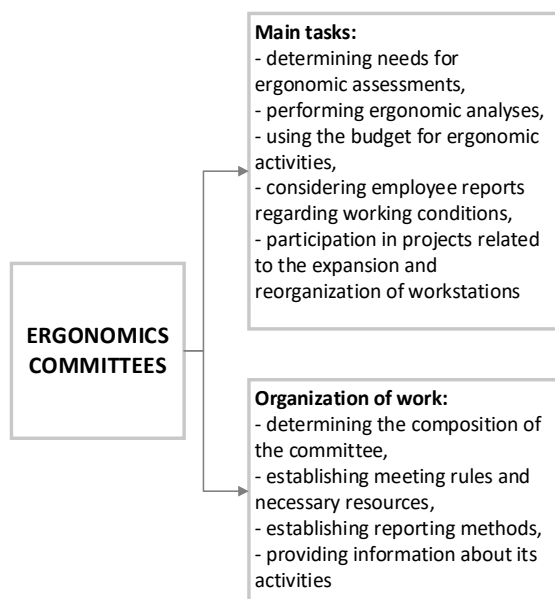 Main tasks:
- determining needs for
ergonomic assessments,
- performing ergonomic analyses,
- using the budget for ergonomic
activities,
- considering employee reports
regarding working conditions,
- participation in projects related
to the expansion and
reorganization of workstations
ERGONOMICS
COMMITTEES
Organization of work:
- determining the composition of
the committee,
- establishing meeting rules and
necessary resources,
- establishing reporting methods,
- providing information about its
activities